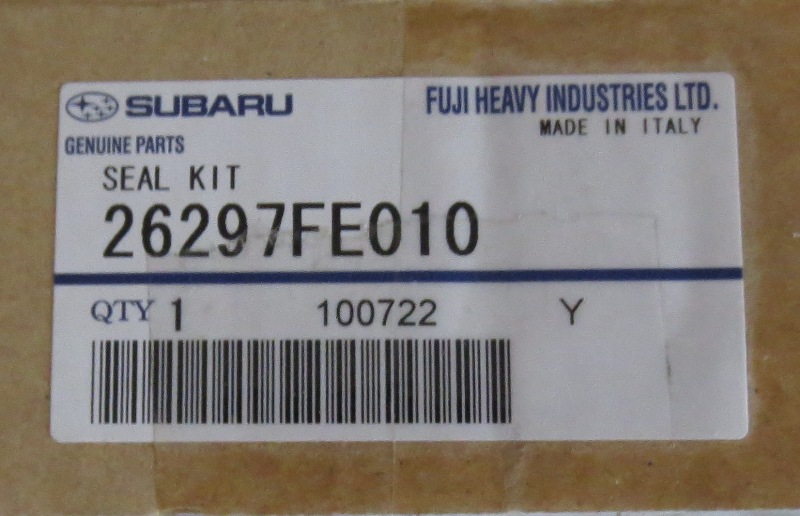 SUBARU
FUJI HEAVY INDUSTRIES LTD.
MADE IN ITALY
GENUINE PARTS
SEAL KIT
26297FE010
QTY 1 100722 Y